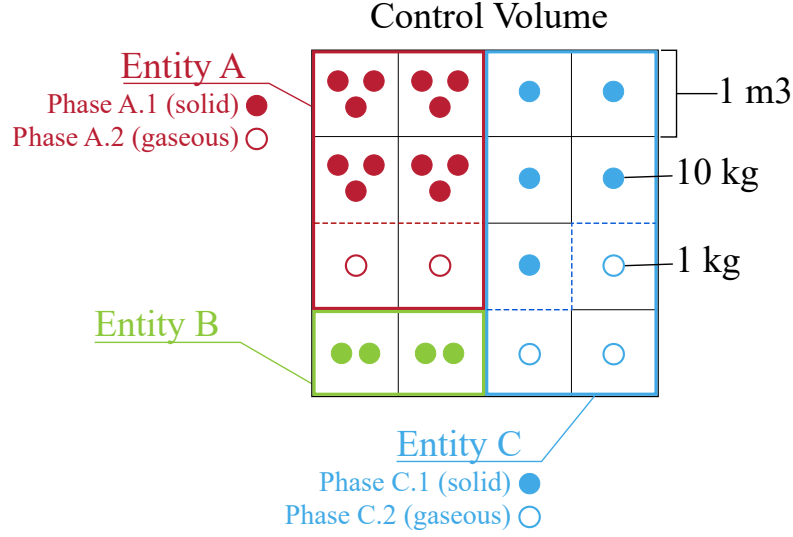 Control Volume
Entity A
Phase A.1 (solid)
Phase A.2 (gaseous)
1 m3
10 kg
1 kg
Entity B
Entity C
Phase C.1 (solid)
Phase C.2 (gaseous)